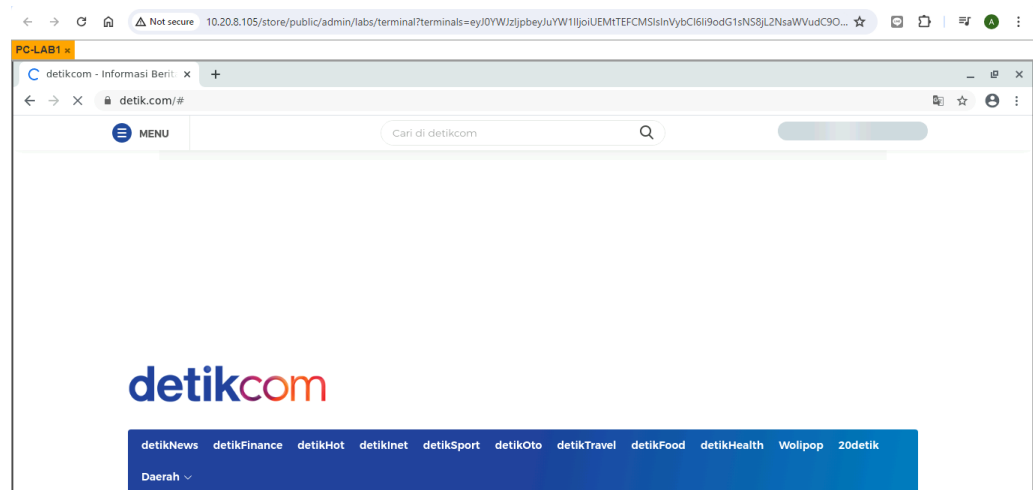 Not secure 10.20.8.105/store/public/admin/labs/terminal?terminals=eyJ0YWJzIjpbeyJuYW1lIjoiUEMtTEFCMSIsInVybCI6Ii9odG1sNS8jL2NsaWVudC9O...
A
PC-LAB1 ×
detikcom - Informasi Berita
detik.com/#
MENU
Cari di detikcom
detikcom
detikNews detikFinance detikHot detikInet detikSport detikOto detikTravel detikFood detikHealth Wolipop 20detik
Daerah